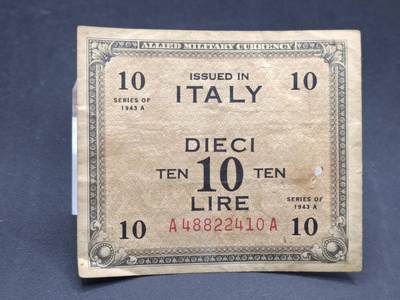 ALLIED MILITARY CURRENCY
10 ISSUED IN 10
ITALY
SERIES OF
1943 A
DIECI
TEN 10 TEN
LIRE
SERIES OF
1943 A
10 A48822410A 10